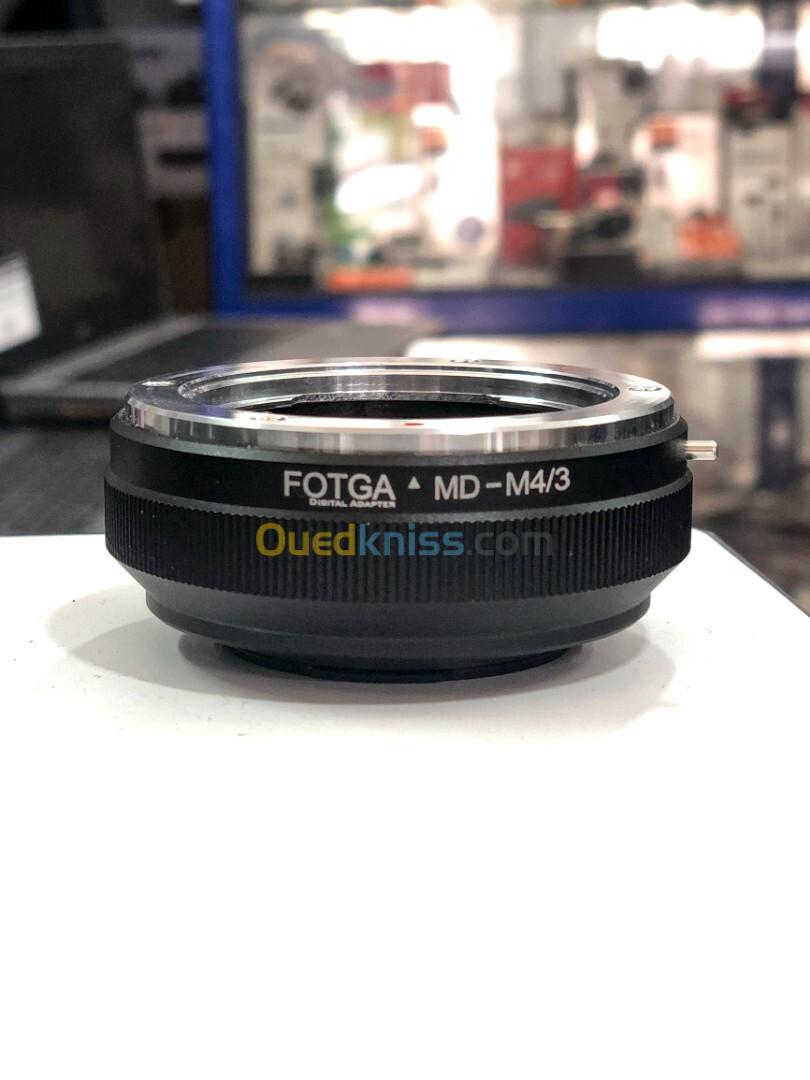 FOTGA ▲ MD-M4/3
DIGITAL ADAPTER
Ouedkniss.com